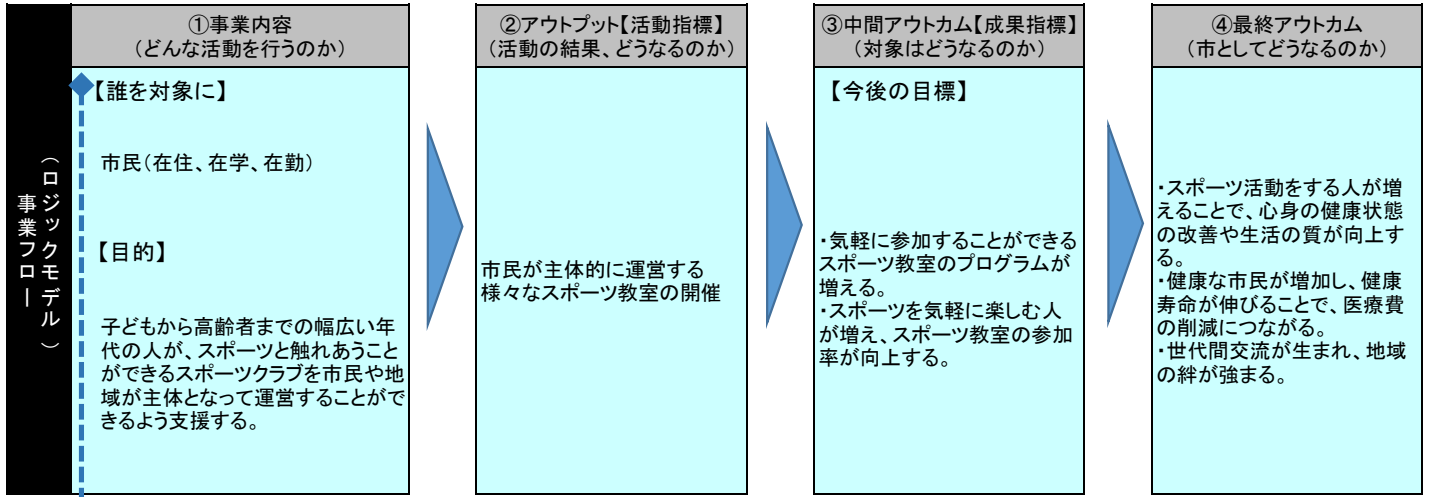 事業フロー
（ロジックモデル）
①事業内容
（どんな活動を行うのか）
【誰を対象に】
市民（在住、在学、在勤）
【目的】
子どもから高齢者までの幅広い年
代の人が、スポーツと触れあうこと
ができるスポーツクラブを市民や地
域が主体となって運営することがで
きるよう支援する。
②アウトプット【活動指標】
（活動の結果、どうなるのか）
市民が主体的に運営する
様々なスポーツ教室の開催
③中間アウトカム【成果指標】
（対象はどうなるのか）
【今後の目標】
・気軽に参加することができる
スポーツ教室のプログラムが
増える。
・スポーツを気軽に楽しむ人
が増え、スポーツ教室の参加
率が向上する。
④最終アウトカム
（市としてどうなるのか）
・スポーツ活動をする人が増
えることで、心身の健康状態
の改善や生活の質が向上す
る。
・健康な市民が増加し、健康
寿命が伸びることで、医療費
の削減につながる。
・世代間交流が生まれ、地域
の絆が強まる。